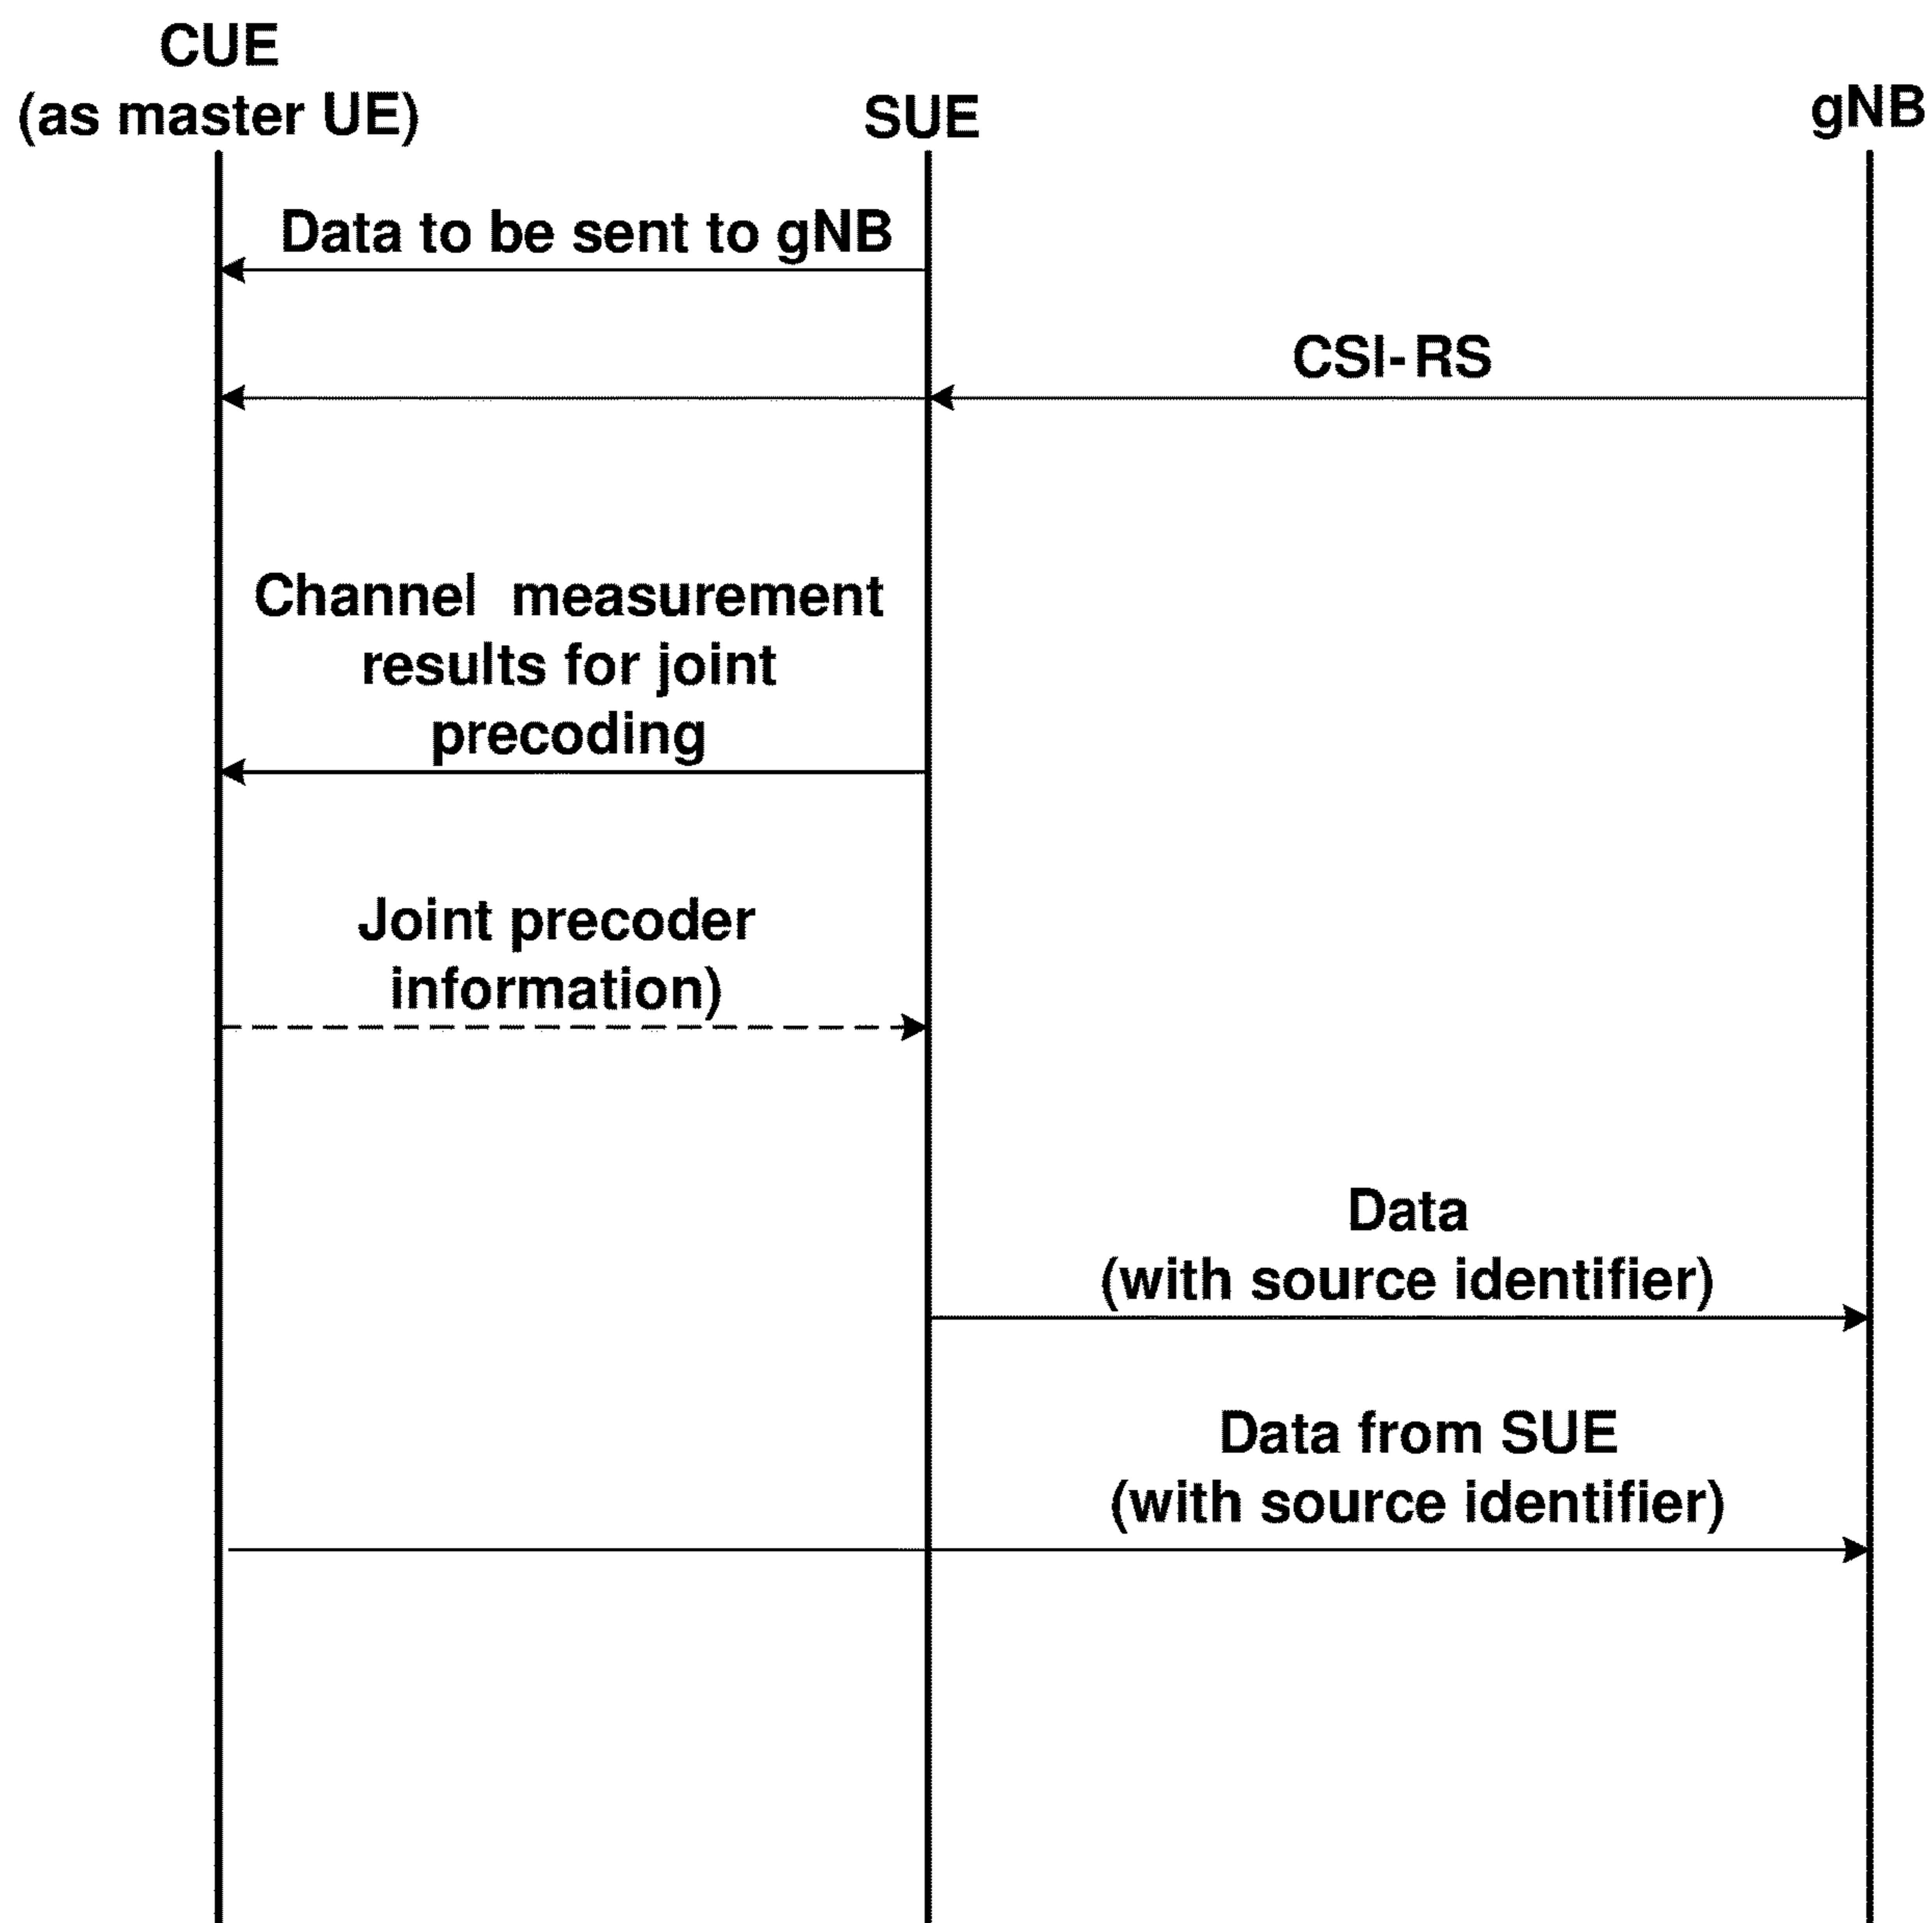 CUE
(as master UE)
SUE
gNB
Data to be sent to gNB
CSI-RS
Channel measurement
results for joint
precoding
Joint precoder
information)
Data
(with source identifier)
Data from SUE
(with source identifier)